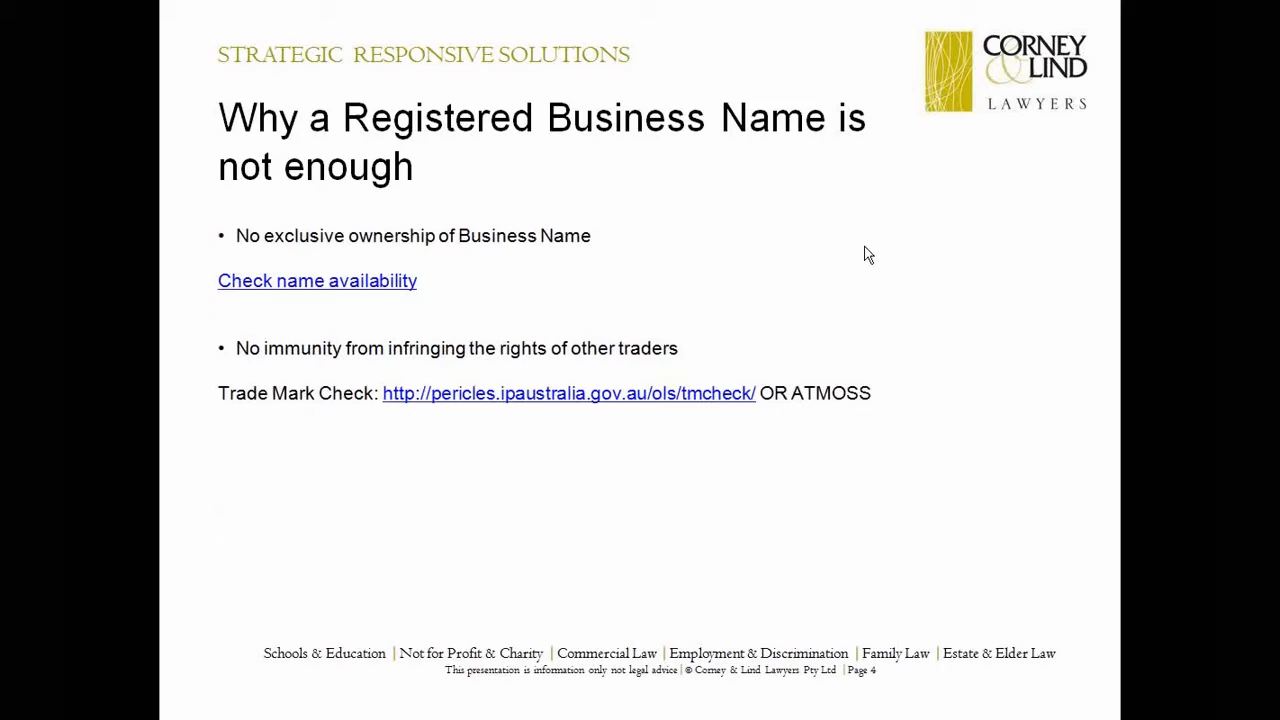 STRATEGIC RESPONSIVE SOLUTIONS
CORNEY
& LIND
LAWYERS
Why a Registered Business Name is
not enough
• No exclusive ownership of Business Name
Check name availability
• No immunity from infringing the rights of other traders
Trade Mark Check: http://pericles.ipaustralia.gov.au/ols/tmcheck/ OR ATMOSS
Schools & Education | Not for Profit & Charity | Commercial Law | Employment & Discrimination | Family Law | Estate & Elder Law
This presentation is information only not legal advice | © Corney & Lind Lawyers Pty Ltd | Page 4